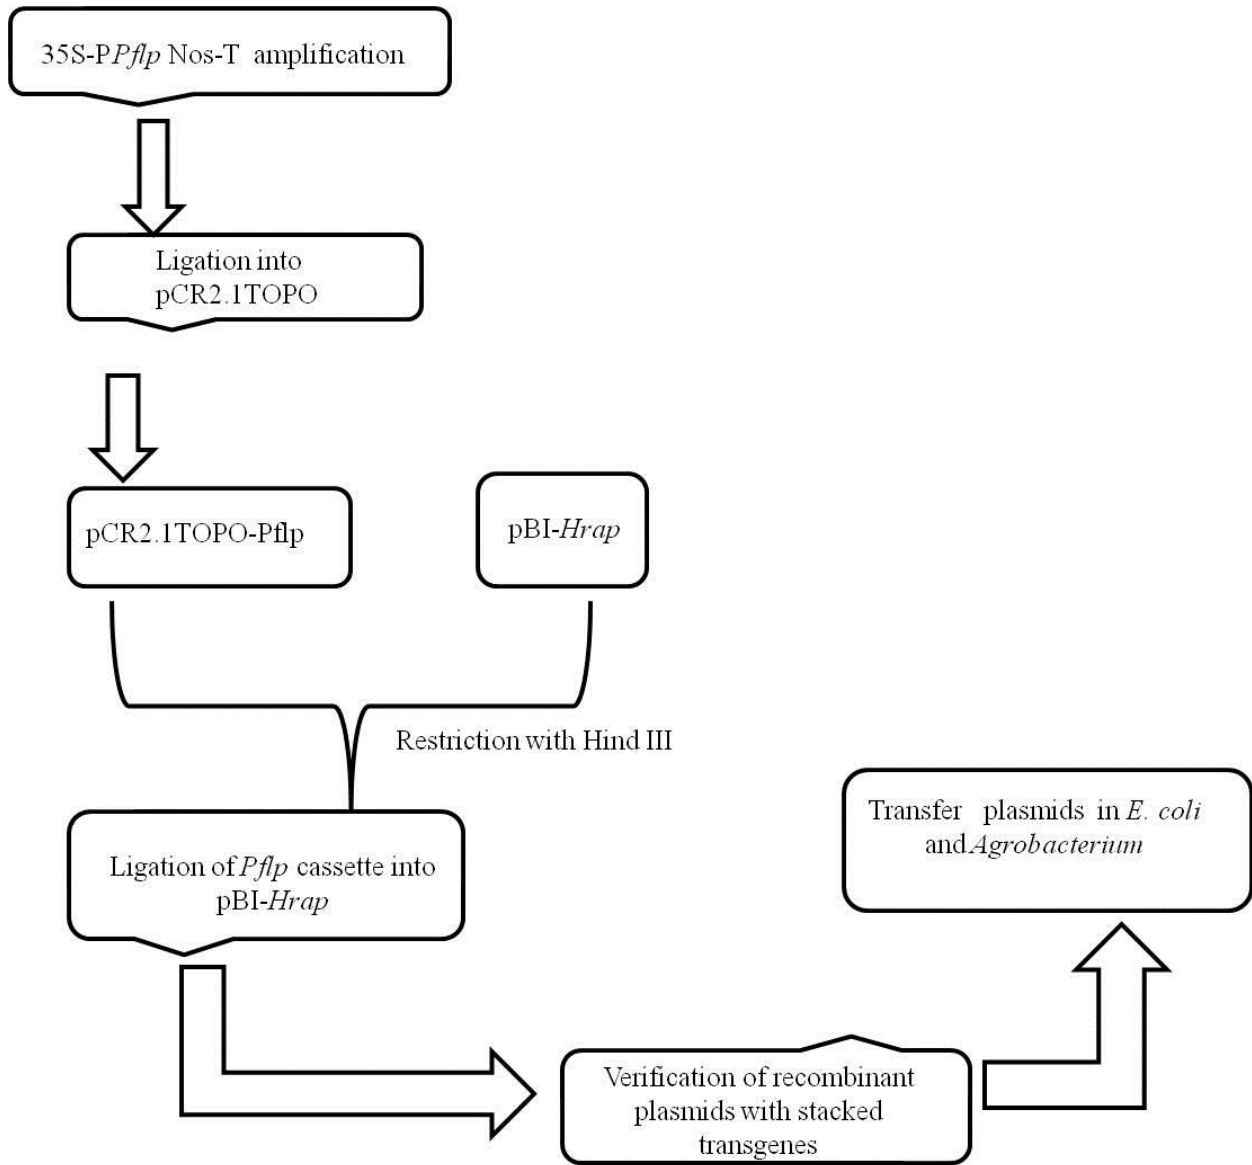 35S-PPflp Nos-T amplification
Ligation into
pCR2.1TOPO
pCR2.1TOPO-Pflp
pBI-Hrap
Restriction with Hind III
Ligation of Pflp cassette into
pBI-Hrap
Transfer plasmids in E. coli
and Agrobacterium
Verification of recombinant
plasmids with stacked
transgenes